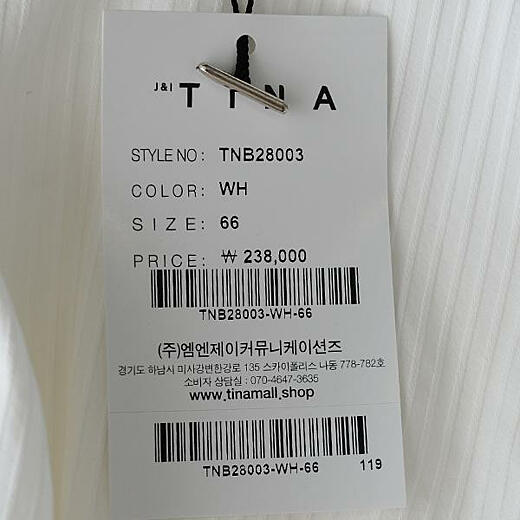 J&I TINA
STYLE NO: TNB28003
COLOR: WH
SIZE: 66
PRICE: ₩ 238,000
TNB28003-WH-66
(주)엠엔제이커뮤니케이션즈
경기도 하남시 미사강변한강로 135 스카이폴리스 나동 778-782호
소비자 상담실 : 070-4647-3635
www.tinamall.shop
TNB28003-WH-66 119